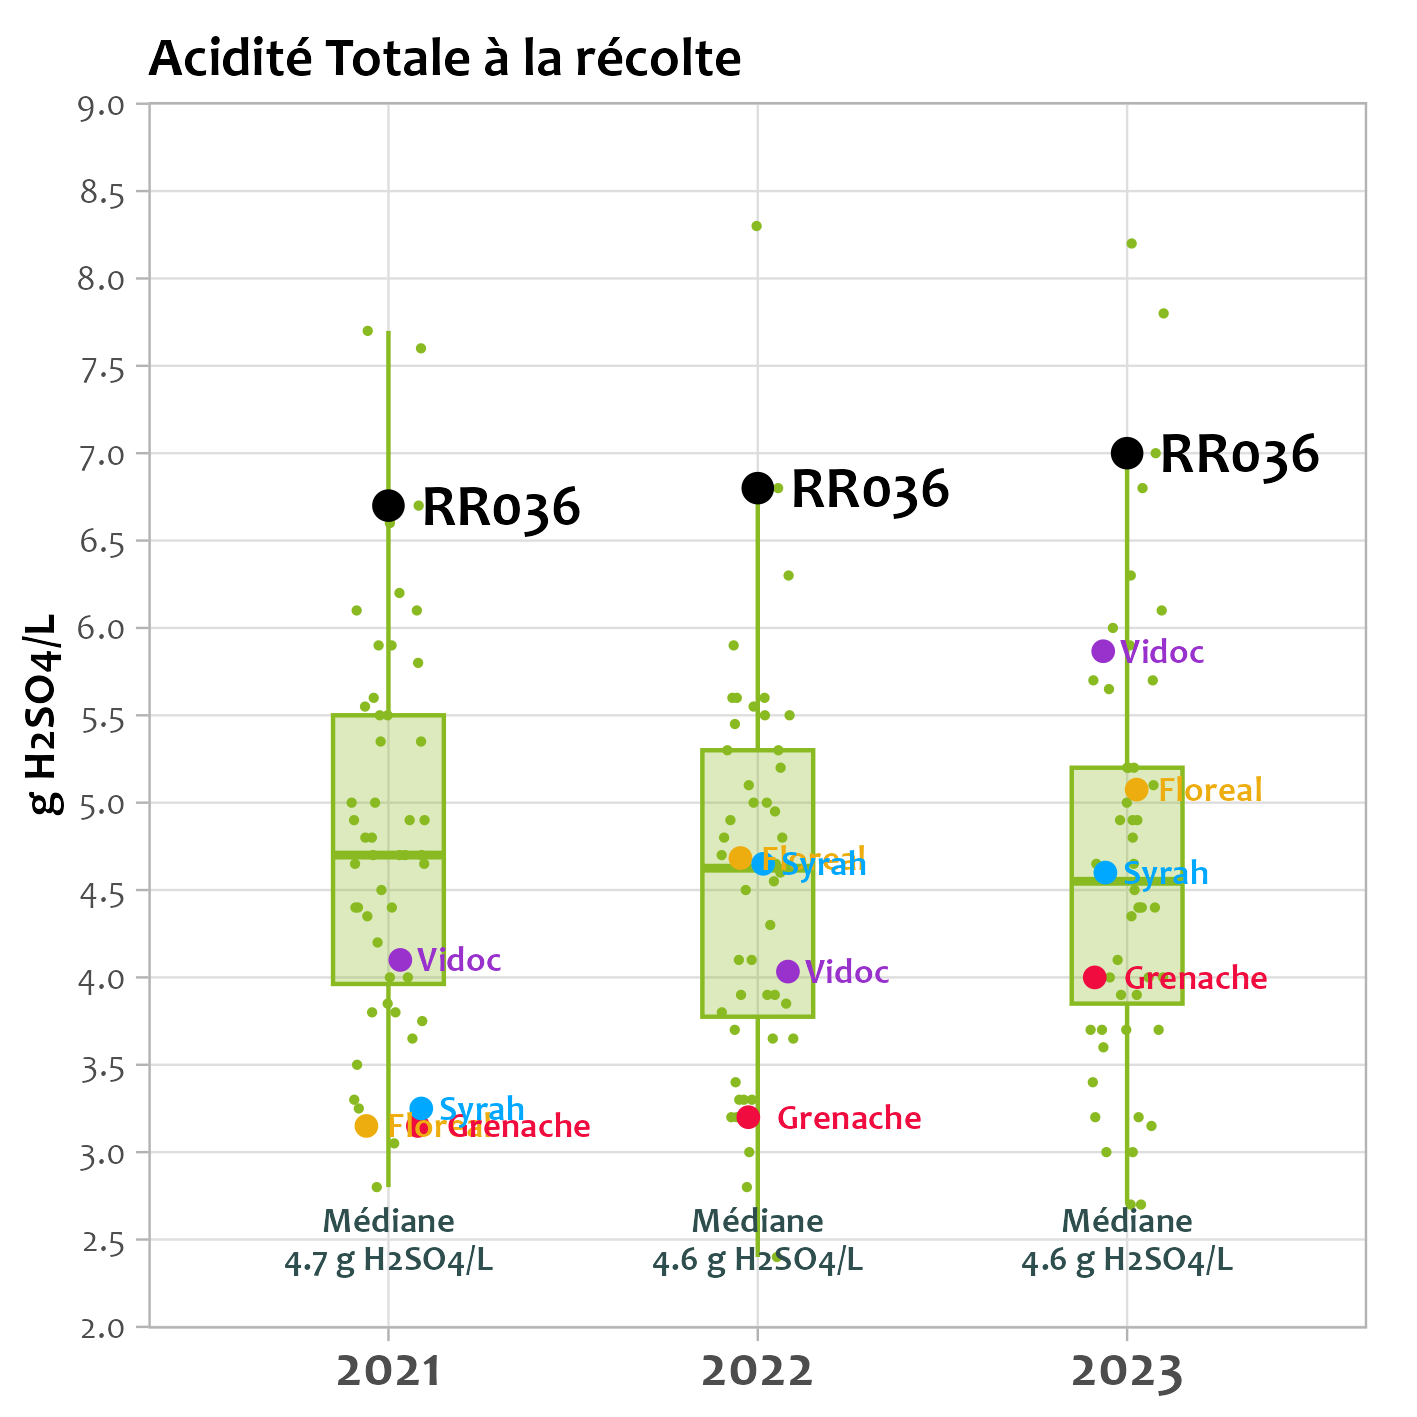 Acidité Totale à la récolte
g H2SO4/L
9.0
8.5
8.0
7.5
7.0
6.5
6.0
5.5
5.0
4.5
4.0
3.5
3.0
2.5
2.0
RR036
RR036
RR036
Vidoc
Floreal
Floreal
Syrah
Syrah
Vidoc
Vidoc
Grenache
Syrah
Floreal
Grenache
Grenache
Médiane
4.7 g H2SO4/L
Médiane
4.6 g H2SO4/L
Médiane
4.6 g H2SO4/L
2021
2022
2023